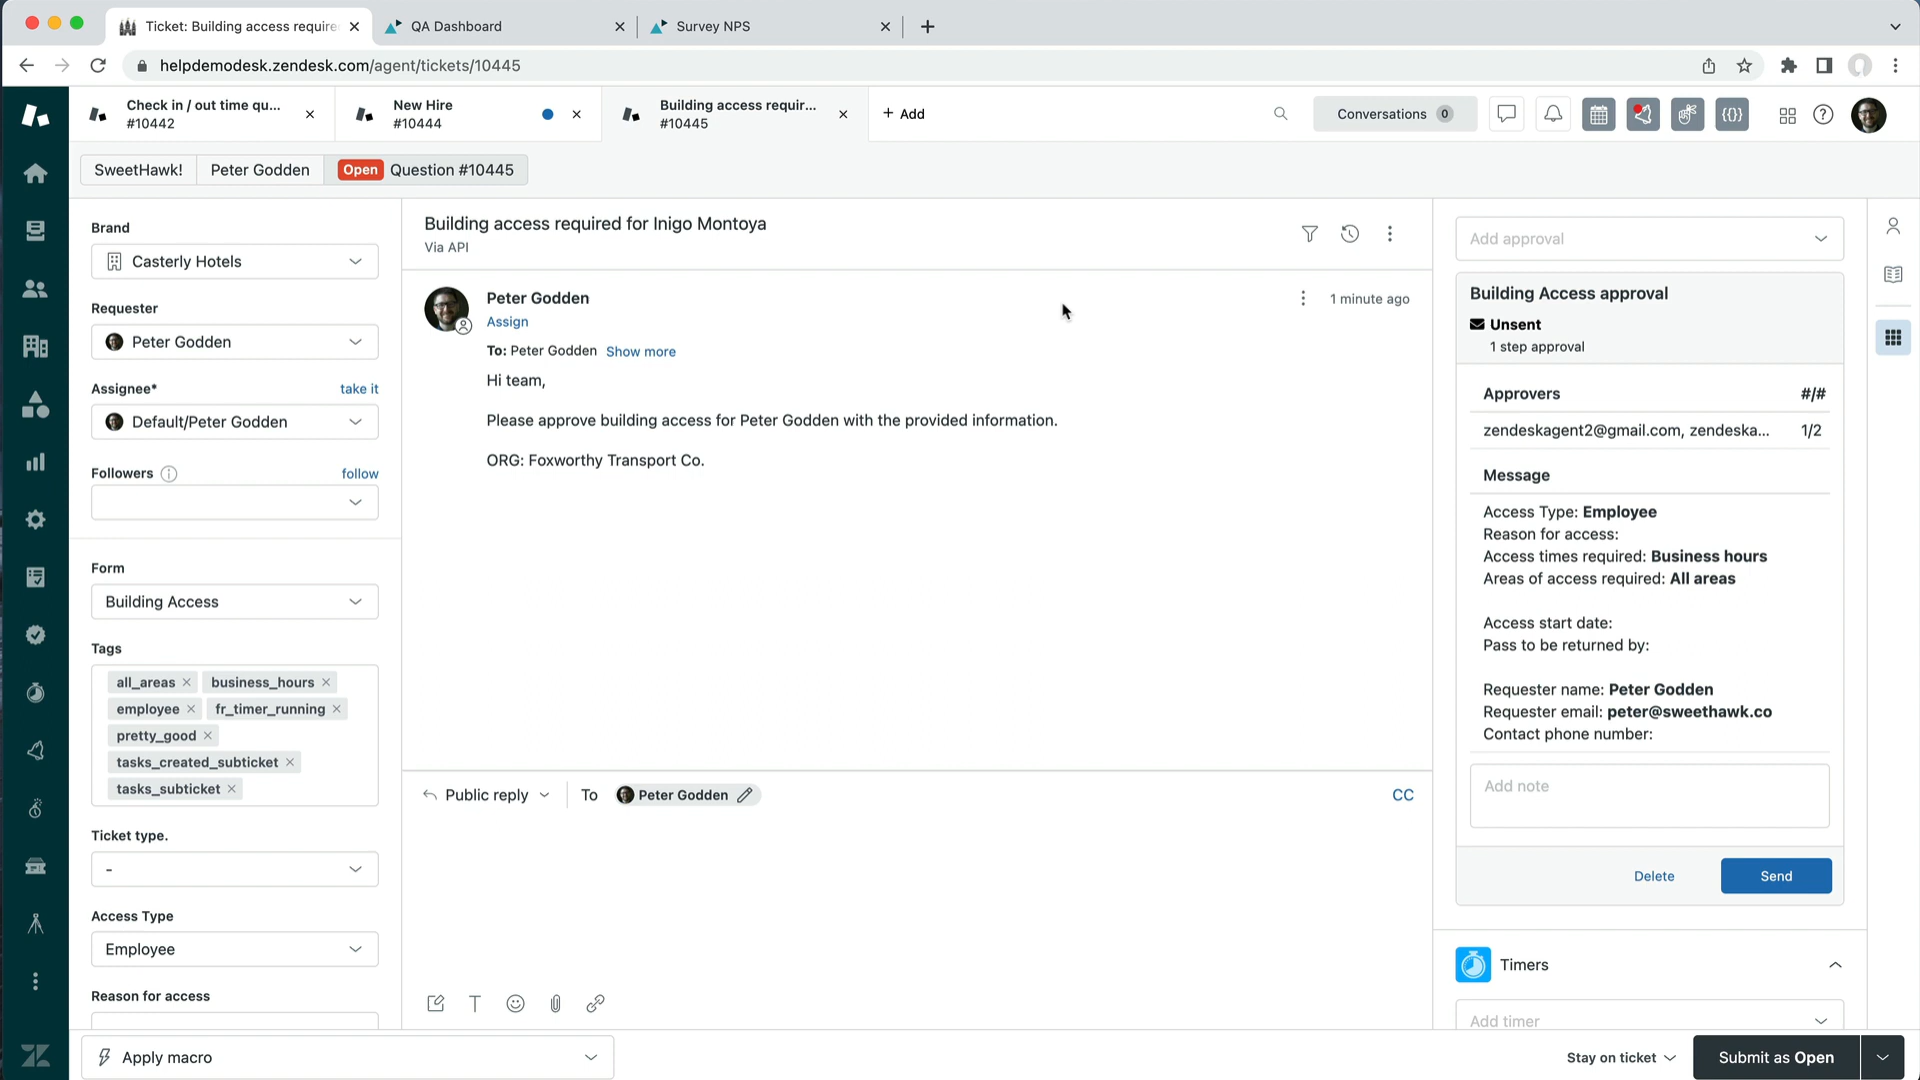 Ticket: Building access require
QA Dashboard
Survey NPS
helpdemodesk.zendesk.com/agent/tickets/10445
Check in / out time qu...
#10442
New Hire
#10444
Building access requir...
#10445
+ Add
Conversations 0
SweetHawk!
Peter Godden
Open Question #10445
Brand
Casterly Hotels
Requester
Peter Godden
Assignee*
take it
Default/Peter Godden
Followers
follow
Form
Building Access
Tags
all_areas ×
business_hours ×
employee ×
fr_timer_running ×
pretty_good ×
tasks_created_subticket ×
tasks_subticket ×
Ticket type.
-
Access Type
Employee
Reason for access
Building access required for Inigo Montoya
Via API
Peter Godden
1 minute ago
Assign
To: Peter Godden Show more
Hi team,
Please approve building access for Peter Godden with the provided information.
ORG: Foxworthy Transport Co.
Public reply
To
Peter Godden
CC
Add approval
Building Access approval
Unsent
1 step approval
Approvers #/#
zendeskagent2@gmail.com, zendeska... 1/2
Message
Access Type: Employee
Reason for access:
Access times required: Business hours
Areas of access required: All areas
Access start date:
Pass to be returned by:
Requester name: Peter Godden
Requester email: peter@sweethawk.co
Contact phone number:
Add note
Delete
Send
Timers
Add timer
Apply macro
Stay on ticket
Submit as Open